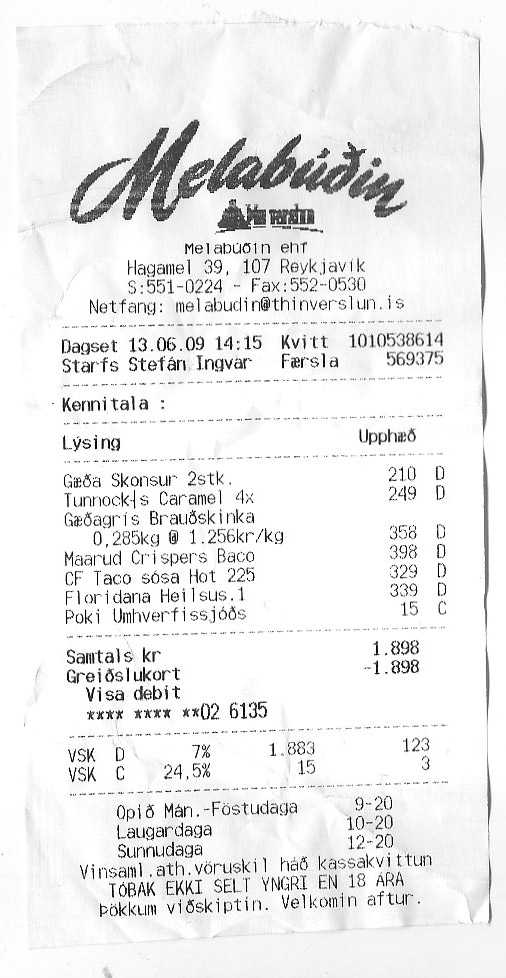 Melabúðin
Þín verslun
Melabúðin ehf
Hagamel 39, 107 Reykjavík
S:551-0224 - Fax:552-0530
Netfang: melabudin@thinverslun.is
Dagset 13.06.09 14:15 Kvitt 1010538614
Starfs Stefán Ingvar Færsla 569375
Kennitala :
Lýsing Upphæð
Gæða Skonsur 2stk. 210 D
Tunnock┤s Caramel 4x 249 D
Gæðagrís Brauðskinka
0,285kg @ 1.256kr/kg 358 D
Maarud Crispers Baco 398 D
CF Taco sósa Hot 225 329 D
Floridana Heilsus.1 339 D
Poki Umhverfissjóðs 15 C
Samtals kr 1.898
Greiðslukort -1.898
Visa debit
**** **** **02 6135
VSK D 7% 1.883 123
VSK C 24,5% 15 3
Opið Mán.-Föstudaga 9-20
Laugardaga 10-20
Sunnudaga 12-20
Vinsaml.ath.vöruskil háð kassakvittun
TÓBAK EKKI SELT YNGRI EN 18 ÁRA
Þökkum viðskiptin. Velkomin aftur.